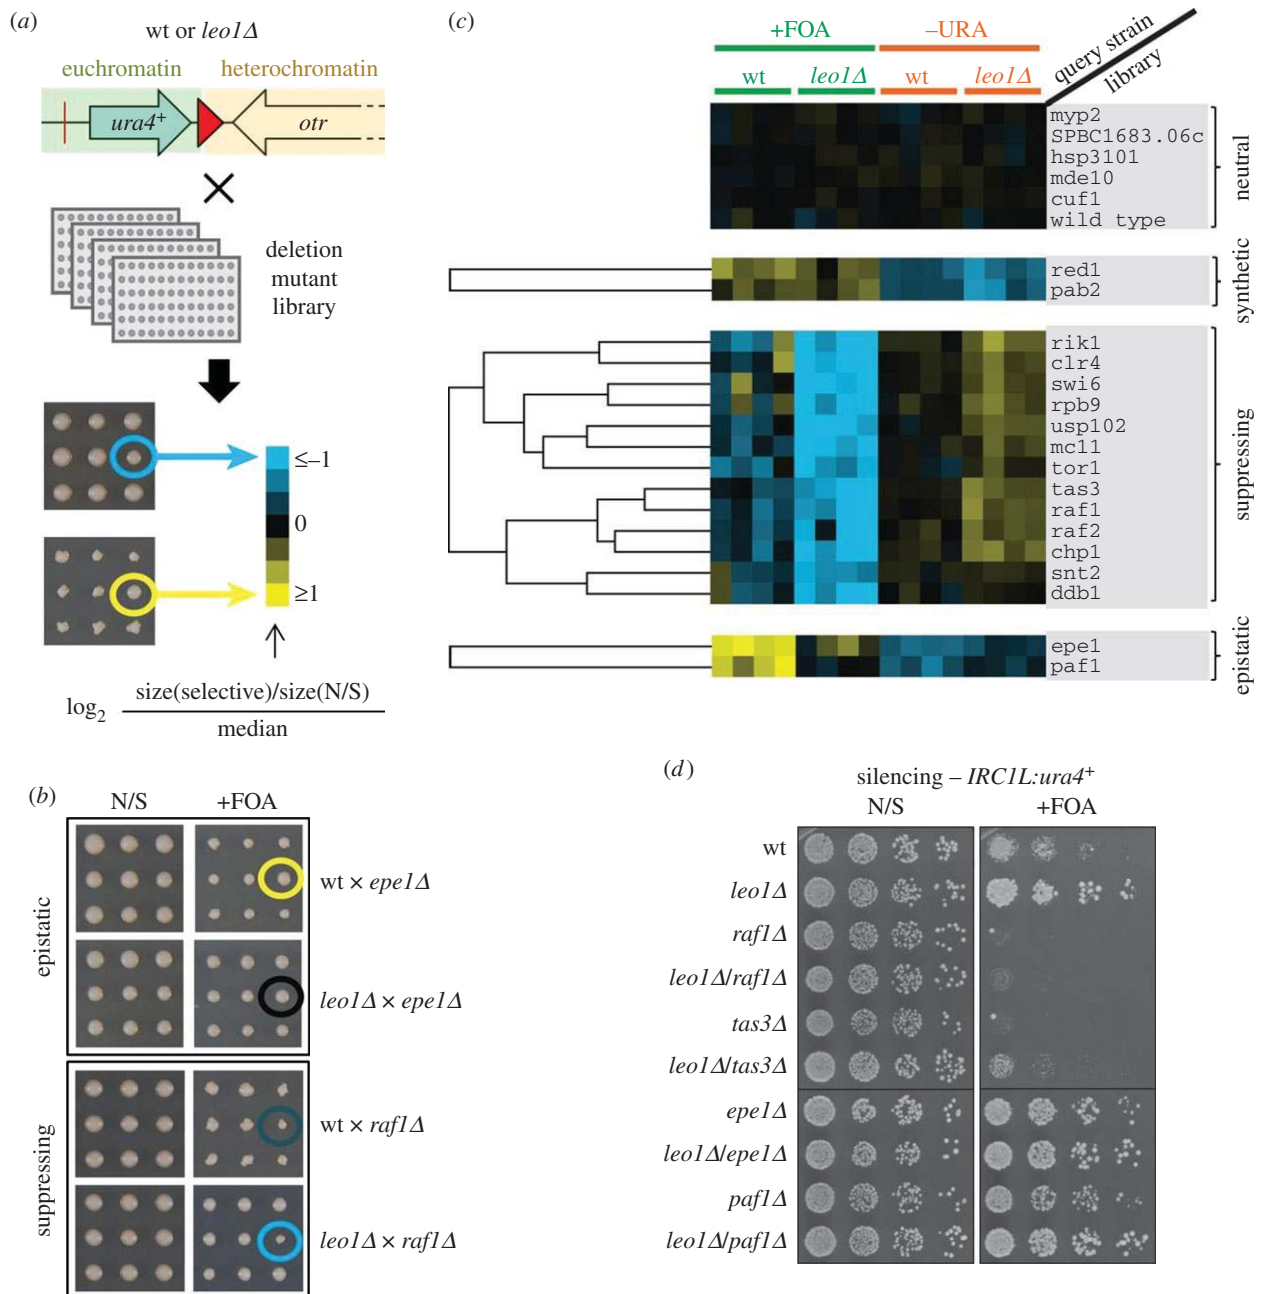 (a)
wt or leo1Δ
euchromatin heterochromatin
ura4+ otr
×
deletion
mutant
library
≤–1
0
≥1
log2 size(selective)/size(N/S)
median
(c)
+FOA –URA
wt leo1Δ wt leo1Δ
query strain
library
myp2
SPBC1683.06c
hsp3101
mde10
cuf1
wild type
neutral
red1
pab2
synthetic
rik1
clr4
swi6
rpb9
usp102
mc11
tor1
tas3
raf1
raf2
chp1
snt2
ddb1
suppressing
epe1
paf1
epistatic
(b)
N/S +FOA
epistatic
wt × epe1Δ
leo1Δ × epe1Δ
suppressing
wt × raf1Δ
leo1Δ × raf1Δ
(d)
silencing – IRC1L:ura4+
N/S +FOA
wt
leo1Δ
raf1Δ
leo1Δ/raf1Δ
tas3Δ
leo1Δ/tas3Δ
epe1Δ
leo1Δ/epe1Δ
paf1Δ
leo1Δ/paf1Δ